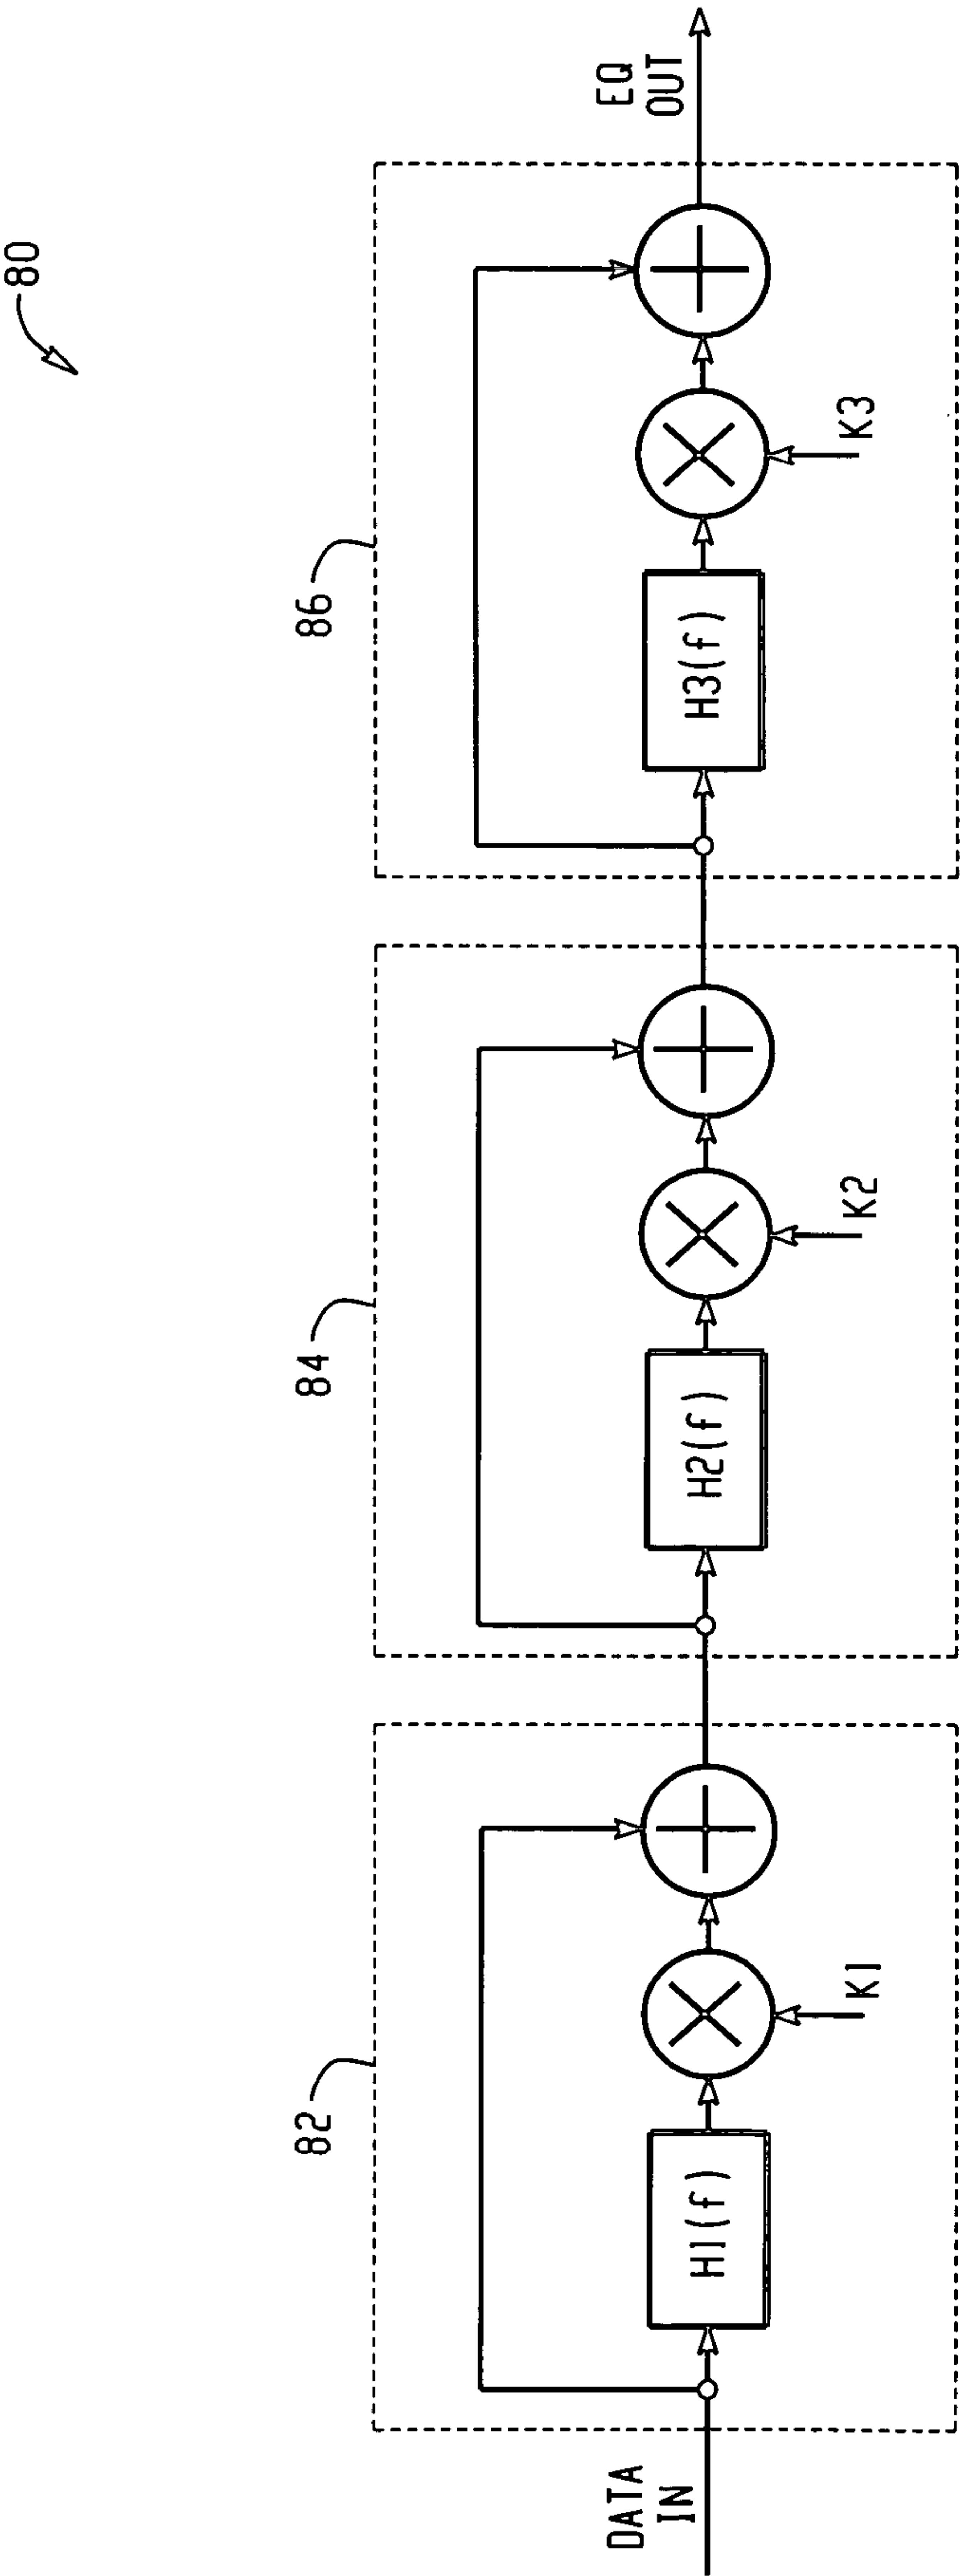 80
82
84
86
DATA
IN
H1(f)
K1
H2(f)
K2
H3(f)
K3
EQ
OUT